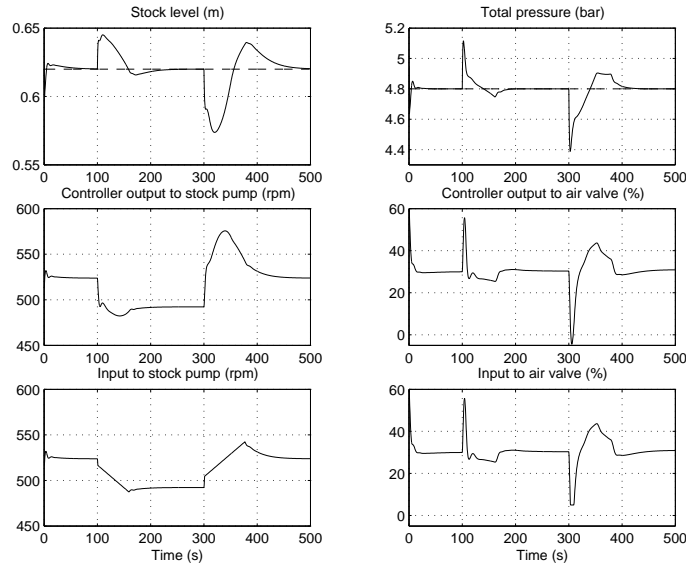 Stock level (m)
0.65
0.6
0.55
0 100 200 300 400 500
Total pressure (bar)
5.2
5
4.8
4.6
4.4
0 100 200 300 400 500
Controller output to stock pump (rpm)
600
550
500
450
0 100 200 300 400 500
Controller output to air valve (%)
60
40
20
0
0 100 200 300 400 500
Input to stock pump (rpm)
600
550
500
450
0 100 200 300 400 500
Time (s)
Input to air valve (%)
60
40
20
0
0 100 200 300 400 500
Time (s)